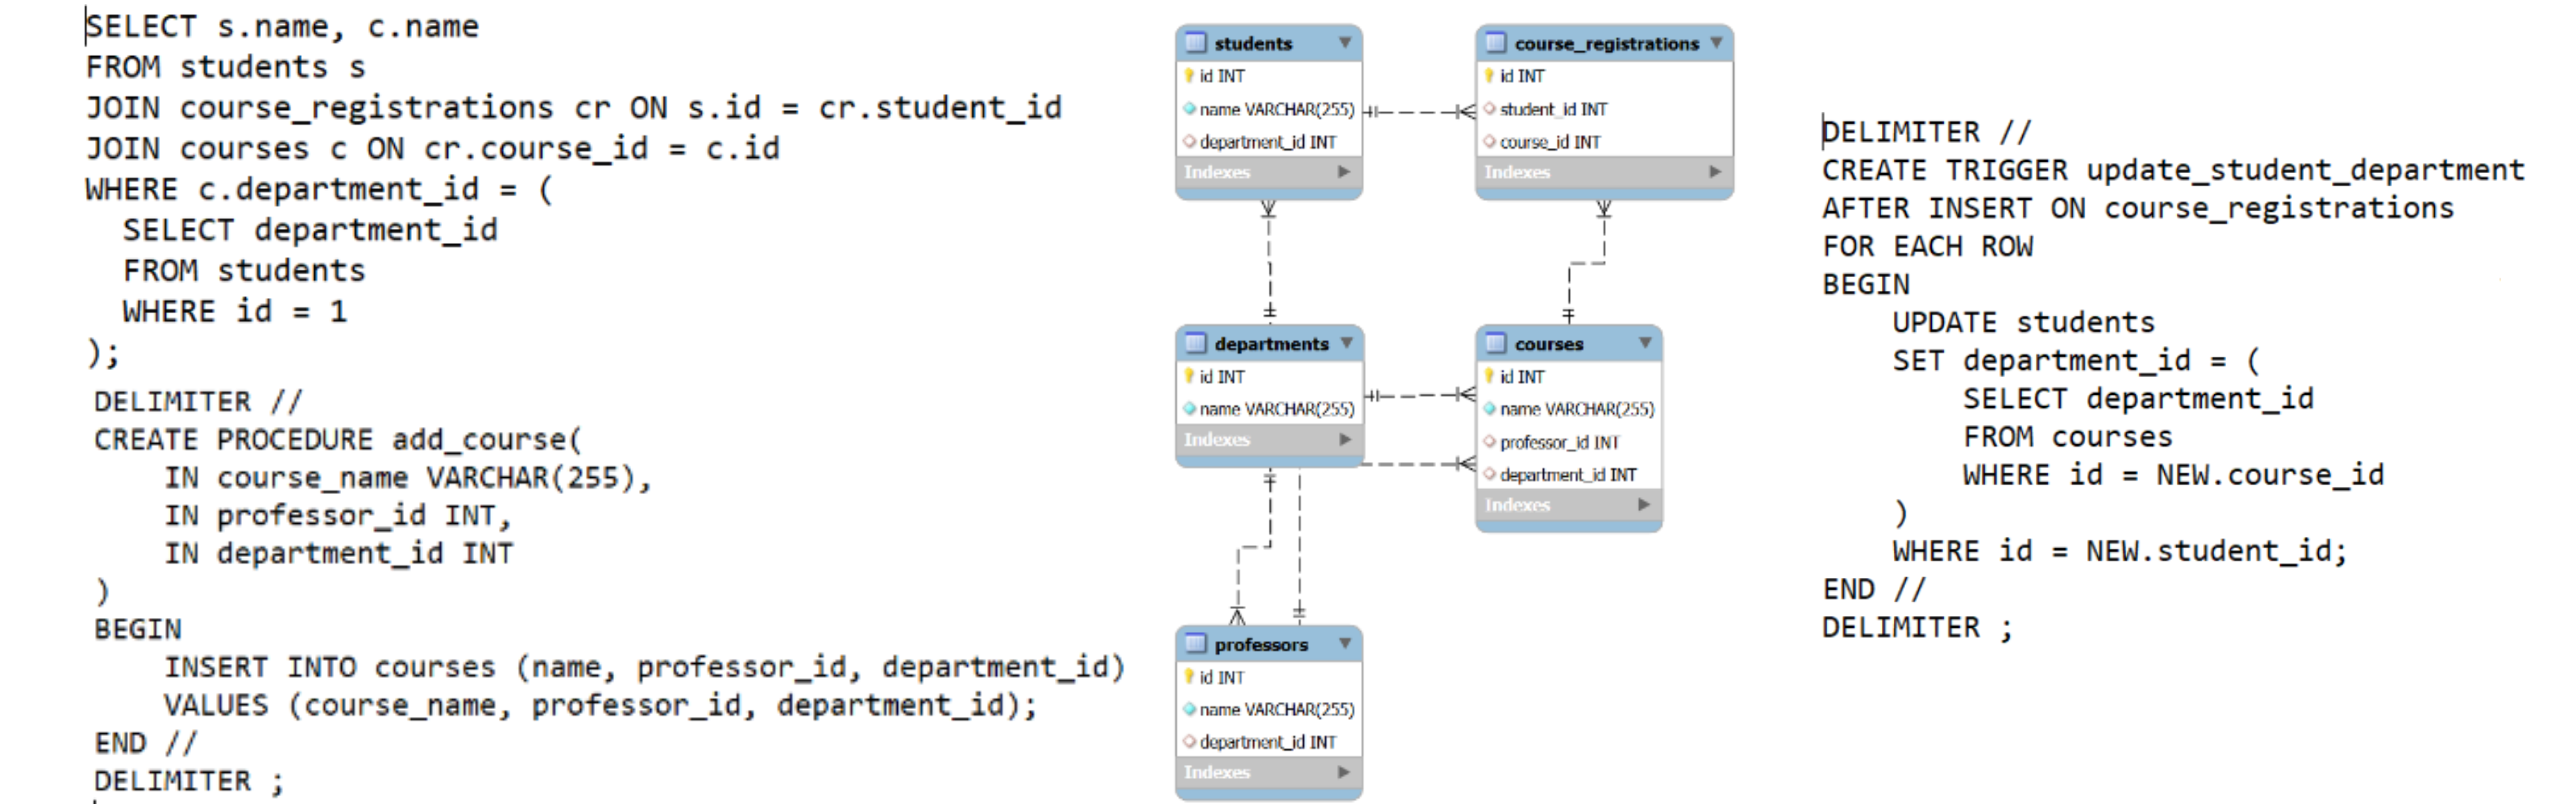 SELECT s.name, c.name
FROM students s
JOIN course_registrations cr ON s.id = cr.student_id
JOIN courses c ON cr.course_id = c.id
WHERE c.department_id = (
  SELECT department_id
  FROM students
  WHERE id = 1
);
DELIMITER //
CREATE PROCEDURE add_course(
    IN course_name VARCHAR(255),
    IN professor_id INT,
    IN department_id INT
)
BEGIN
    INSERT INTO courses (name, professor_id, department_id)
    VALUES (course_name, professor_id, department_id);
END //
DELIMITER ;
students
id INT
name VARCHAR(255)
department_id INT
Indexes
course_registrations
id INT
student_id INT
course_id INT
Indexes
departments
id INT
name VARCHAR(255)
Indexes
courses
id INT
name VARCHAR(255)
professor_id INT
department_id INT
Indexes
professors
id INT
name VARCHAR(255)
department_id INT
Indexes
DELIMITER //
CREATE TRIGGER update_student_department
AFTER INSERT ON course_registrations
FOR EACH ROW
BEGIN
    UPDATE students
    SET department_id = (
        SELECT department_id
        FROM courses
        WHERE id = NEW.course_id
    )
    WHERE id = NEW.student_id;
END //
DELIMITER ;